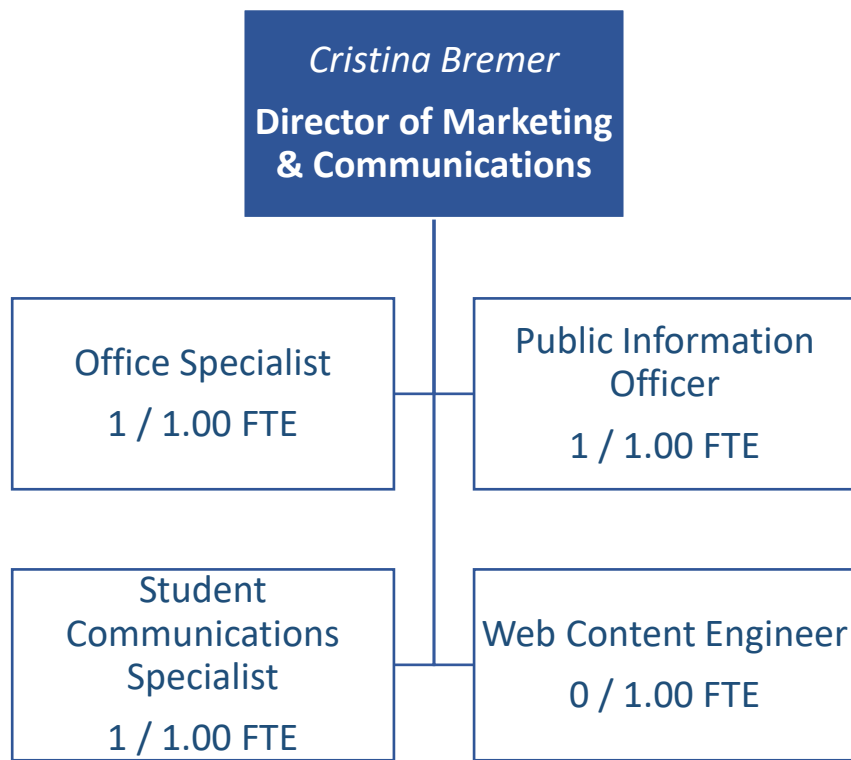 Cristina Bremer
Director of Marketing
& Communications
Office Specialist
1 / 1.00 FTE
Public Information
Officer
1 / 1.00 FTE
Student
Communications
Specialist
1 / 1.00 FTE
Web Content Engineer
0 / 1.00 FTE